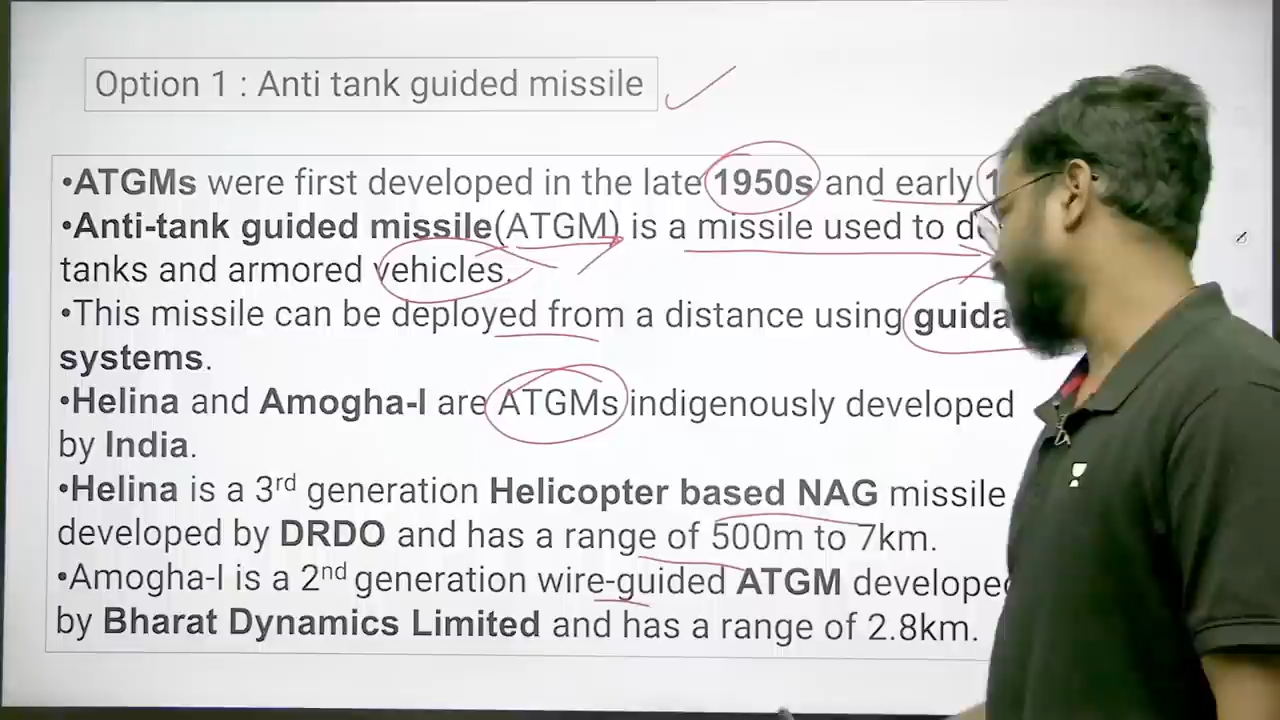 Option 1 : Anti tank guided missile
•ATGMs were first developed in the late 1950s and early
•Anti-tank guided missile(ATGM) is a missile used to
tanks and armored vehicles.
•This missile can be deployed from a distance using
systems.
•Helina and Amogha-I are ATGMs indigenously developed
by India.
•Helina is a 3rd generation Helicopter based NAG missile
developed by DRDO and has a range of 500m to 7km.
•Amogha-I is a 2nd generation wire-guided ATGM developed
by Bharat Dynamics Limited and has a range of 2.8km.